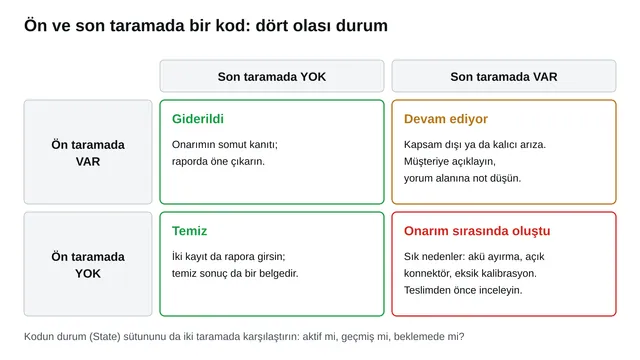 Ön ve son taramada bir kod: dört olası durum
Son taramada YOK
Son taramada VAR
Ön taramada
VAR
Giderildi
Onarımın somut kanıtı;
raporda öne çıkarın.
Devam ediyor
Kapsam dışı ya da kalıcı arıza.
Müşteriye açıklayın,
yorum alanına not düşün.
Ön taramada
YOK
Temiz
İki kayıt da rapora girsin;
temiz sonuç da bir belgedir.
Onarım sırasında oluştu
Sık nedenler: akü ayırma, açık
konnektör, eksik kalibrasyon.
Teslimden önce inceleyin.
Kodun durum (State) sütununu da iki taramada karşılaştırın: aktif mi, geçmiş mi, beklemede mi?